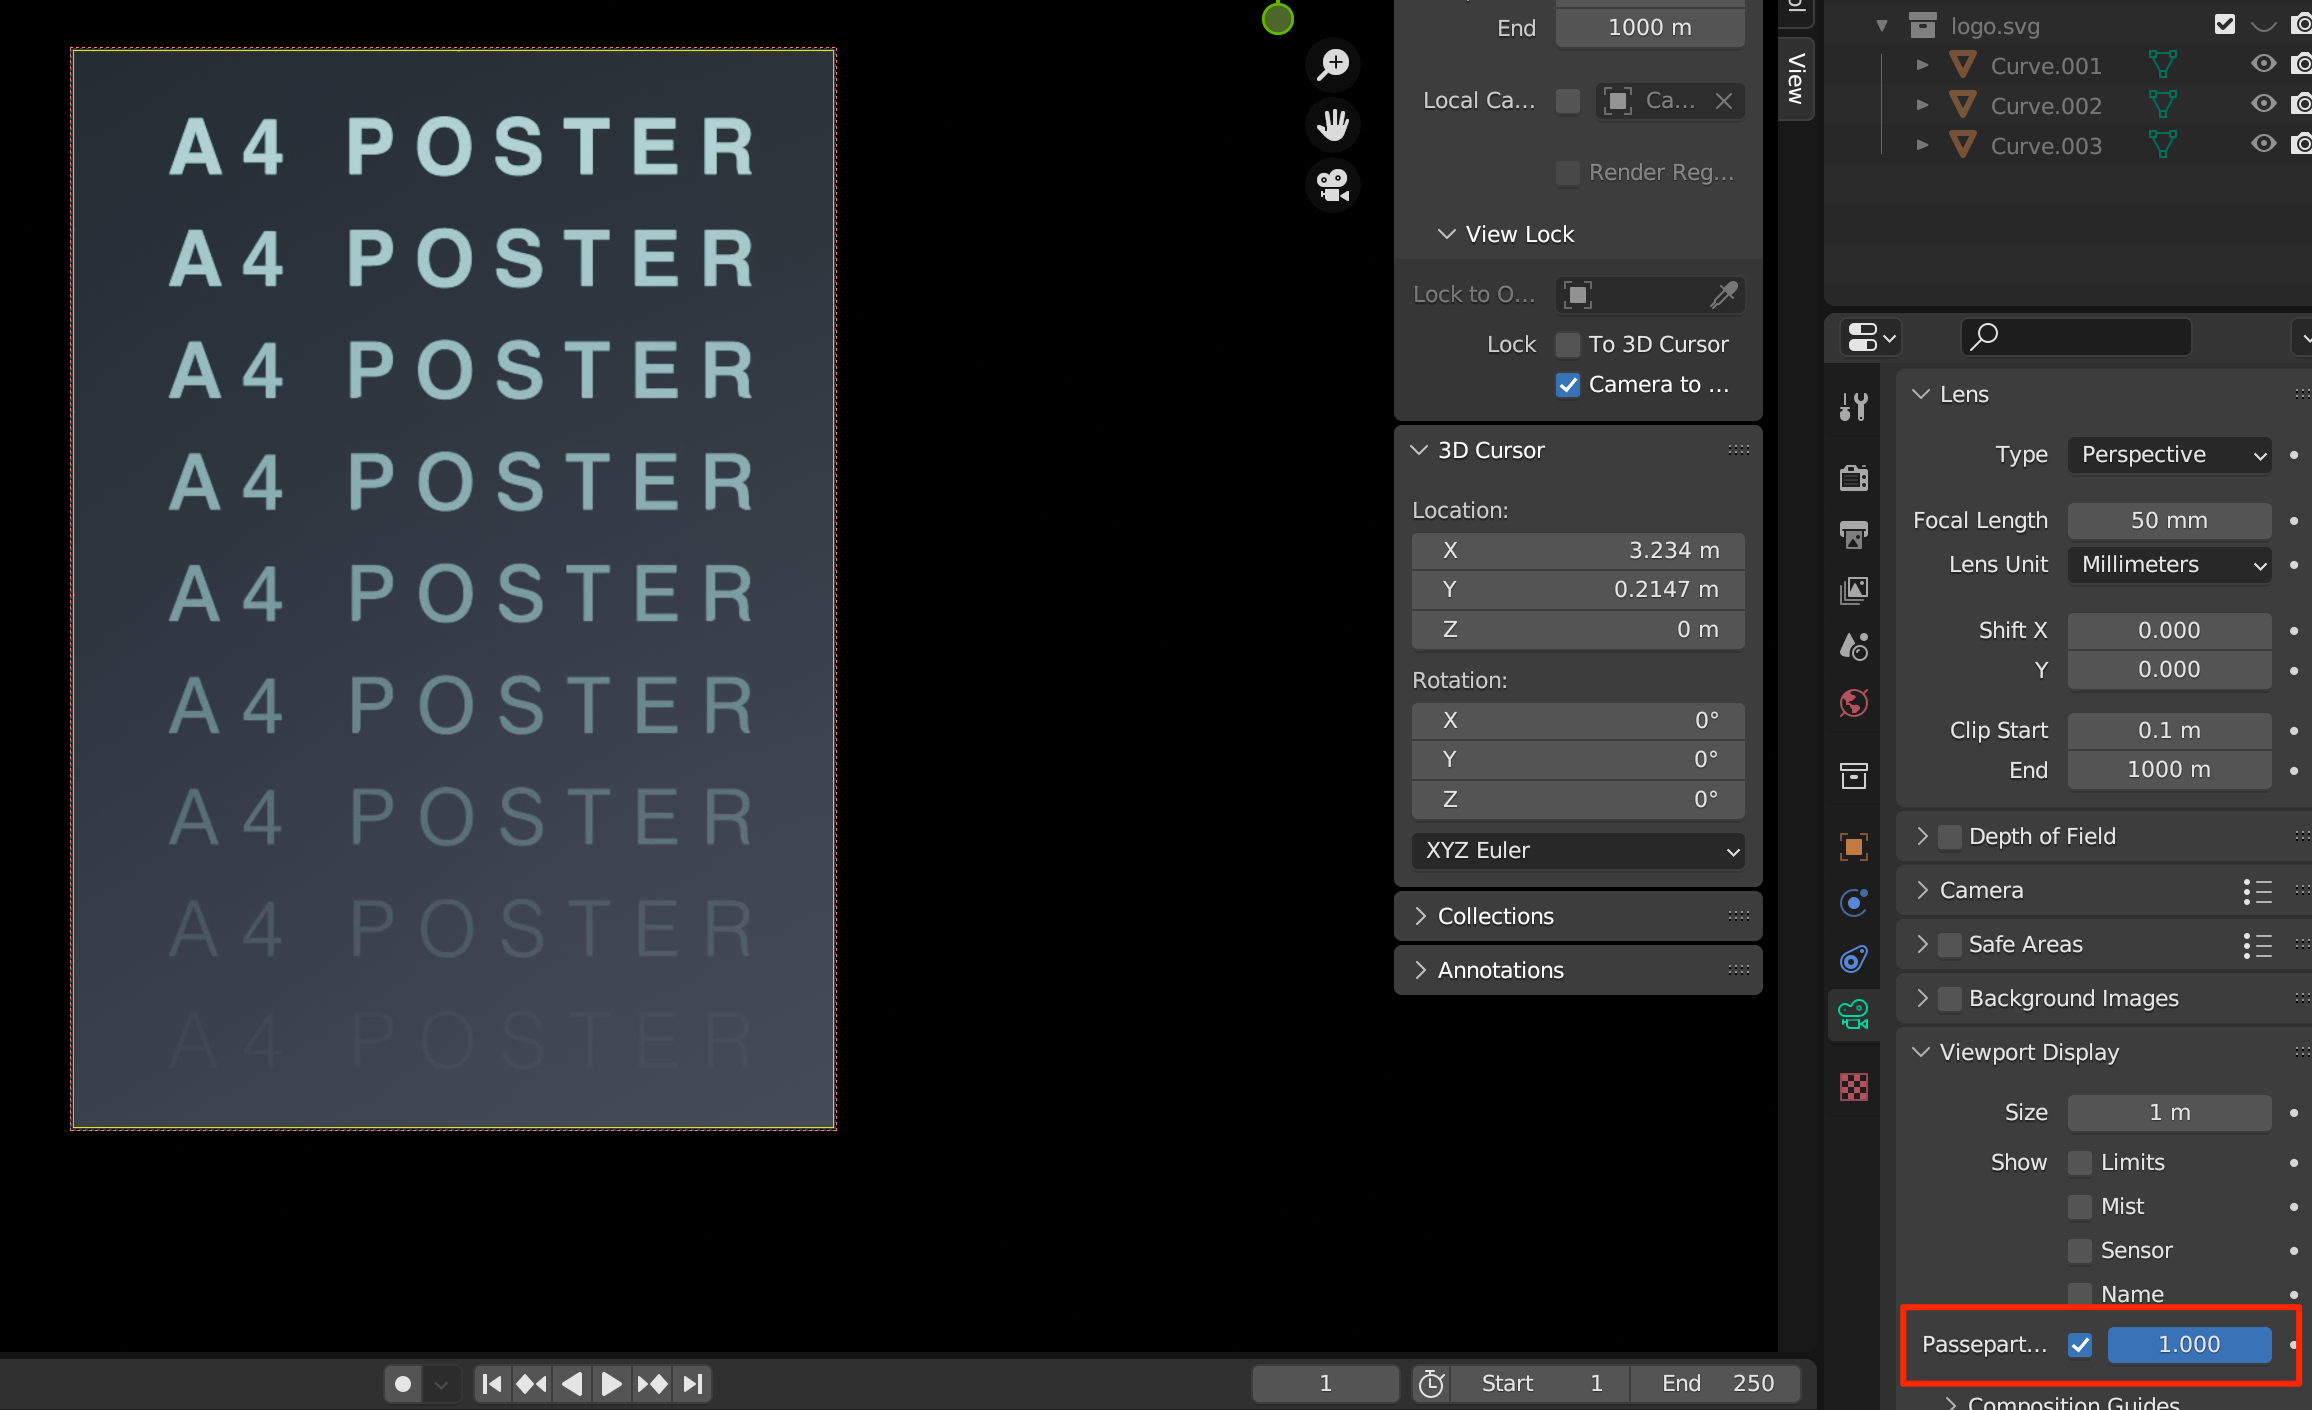 A4 POSTER
A4 POSTER
A4 POSTER
A4 POSTER
A4 POSTER
A4 POSTER
A4 POSTER
A4 POSTER
A4 POSTER
End 1000 m
Local Ca... Ca...
Render Reg...
View Lock
Lock to O...
Lock To 3D Cursor
Camera to ...
3D Cursor
Location:
X 3.234 m
Y 0.2147 m
Z 0 m
Rotation:
X 0°
Y 0°
Z 0°
XYZ Euler
Collections
Annotations
View
logo.svg
Curve.001
Curve.002
Curve.003
Lens
Type Perspective
Focal Length 50 mm
Lens Unit Millimeters
Shift X 0.000
Y 0.000
Clip Start 0.1 m
End 1000 m
Depth of Field
Camera
Safe Areas
Background Images
Viewport Display
Size 1 m
Show Limits
Mist
Sensor
Name
Passepart... 1.000
Composition Guides
1 Start 1 End 250